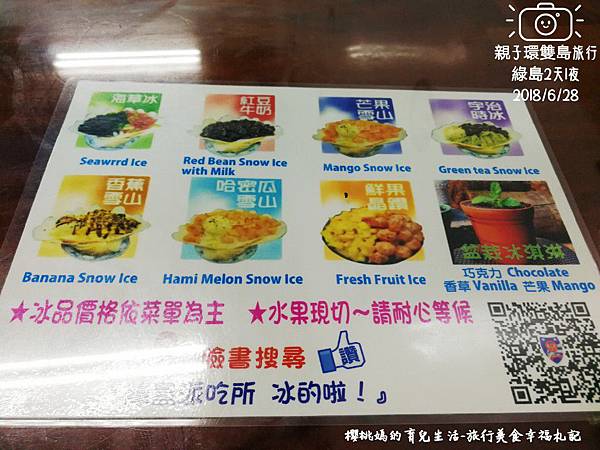 親子環雙島旅行
綠島2天1夜
2018/6/28
海草冰
Seawrrd Ice
紅豆
牛奶
Red Bean Snow Ice
with Milk
芒果
雪山
Mango Snow Ice
宇治
時冰
Green tea Snow Ice
香蕉
雪山
Banana Snow Ice
哈密瓜
雪山
Hami Melon Snow Ice
鮮果
晶鑽
Fresh Fruit Ice
盆栽冰淇淋
巧克力 Chocolate
香草 Vanilla 芒果 Mango
★冰品價格依菜單為主 ★水果現切～請耐心等候
臉書搜尋 讚
派吃所 冰的啦！』
櫻桃媽的育兒生活-旅行美食幸福札記